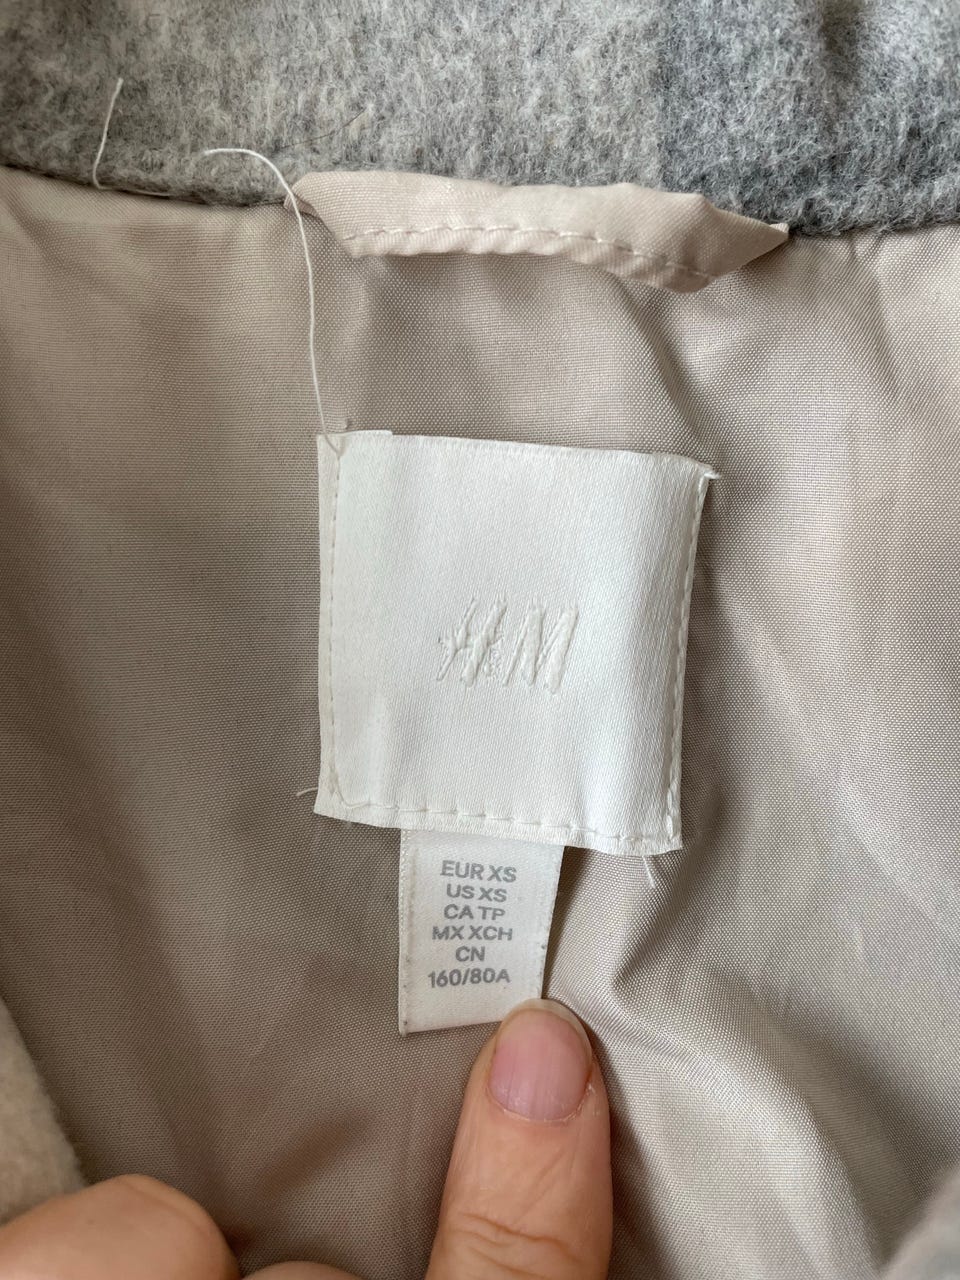 H&M
EUR XS
US XS
CA TP
MX XCH
CN
160/80A